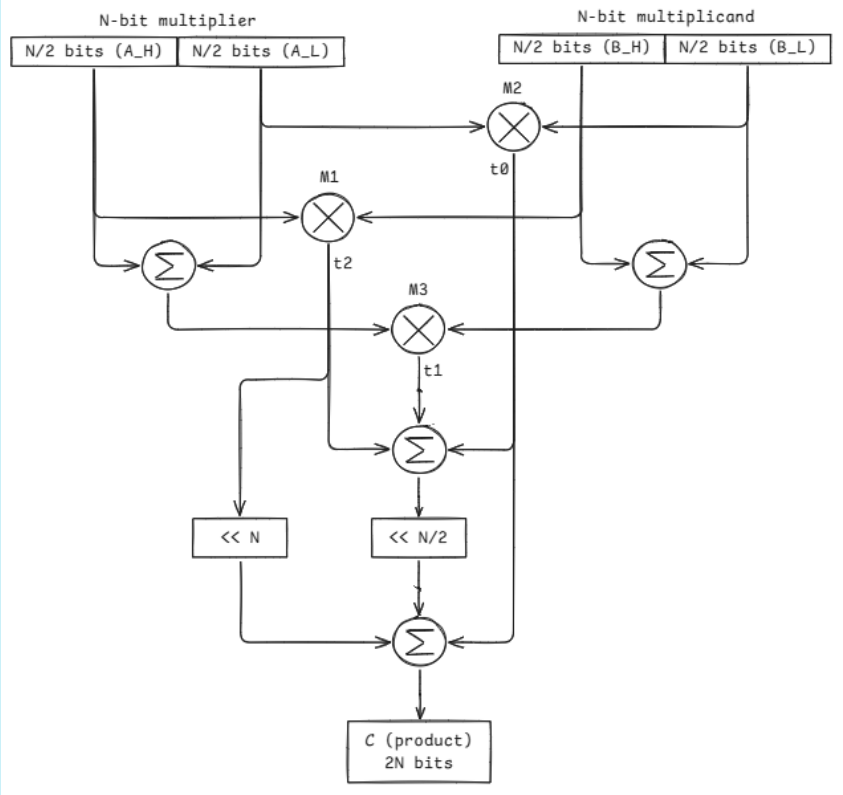 N-bit multiplier
N-bit multiplicand
N/2 bits (A_H)
N/2 bits (A_L)
N/2 bits (B_H)
N/2 bits (B_L)
M2
t0
M1
Σ
t2
Σ
M3
t1
Σ
<< N
<< N/2
Σ
C (product)
2N bits